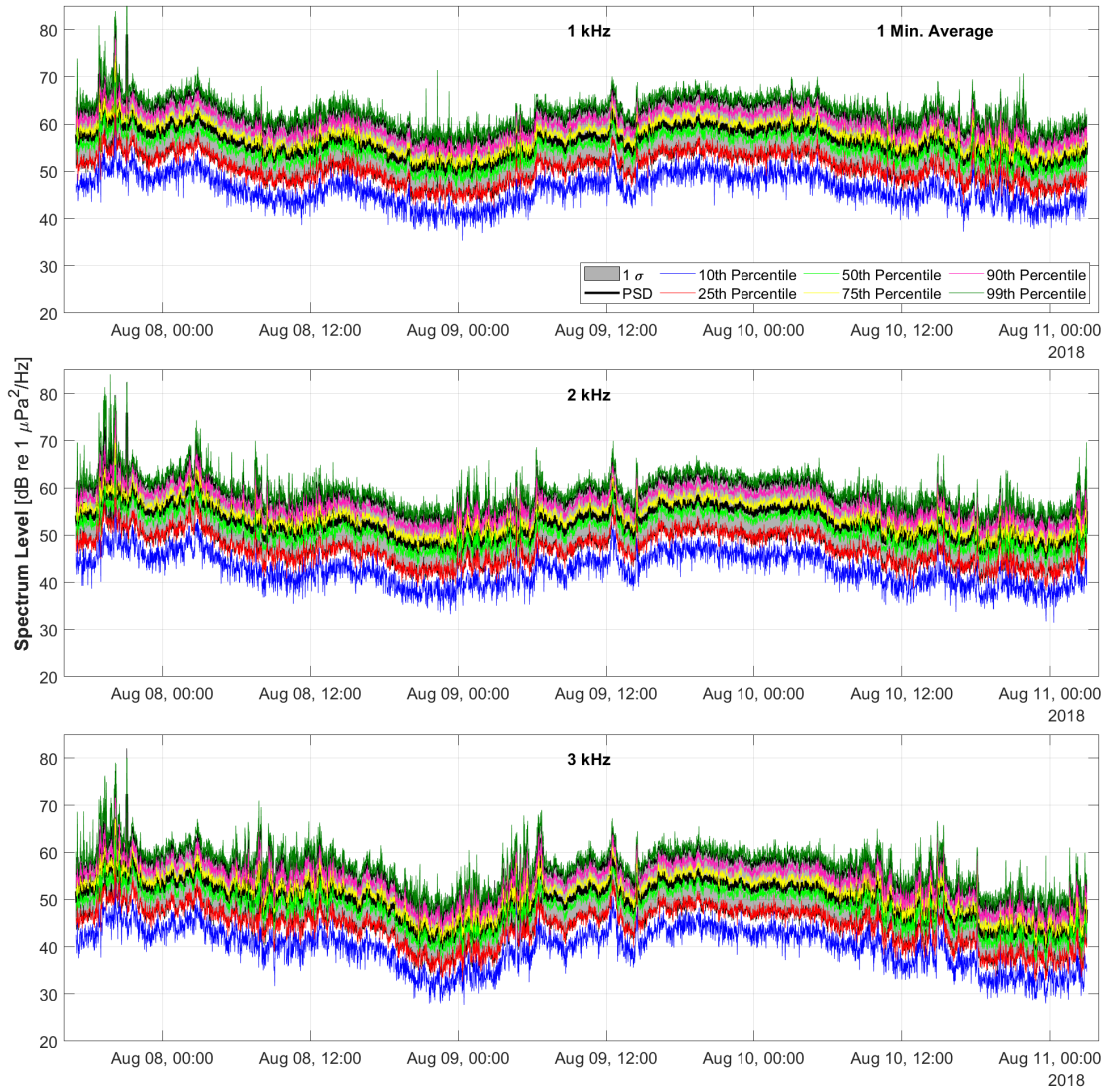 80
70
60
50
40
30
20
1 kHz
1 Min. Average
1 σ
10th Percentile
50th Percentile
90th Percentile
PSD
25th Percentile
75th Percentile
99th Percentile
Aug 08, 00:00
Aug 08, 12:00
Aug 09, 00:00
Aug 09, 12:00
Aug 10, 00:00
Aug 10, 12:00
Aug 11, 00:00
2018
Spectrum Level [dB re 1 μPa²/Hz]
80
70
60
50
40
30
20
2 kHz
Aug 08, 00:00
Aug 08, 12:00
Aug 09, 00:00
Aug 09, 12:00
Aug 10, 00:00
Aug 10, 12:00
Aug 11, 00:00
2018
80
70
60
50
40
30
20
3 kHz
Aug 08, 00:00
Aug 08, 12:00
Aug 09, 00:00
Aug 09, 12:00
Aug 10, 00:00
Aug 10, 12:00
Aug 11, 00:00
2018